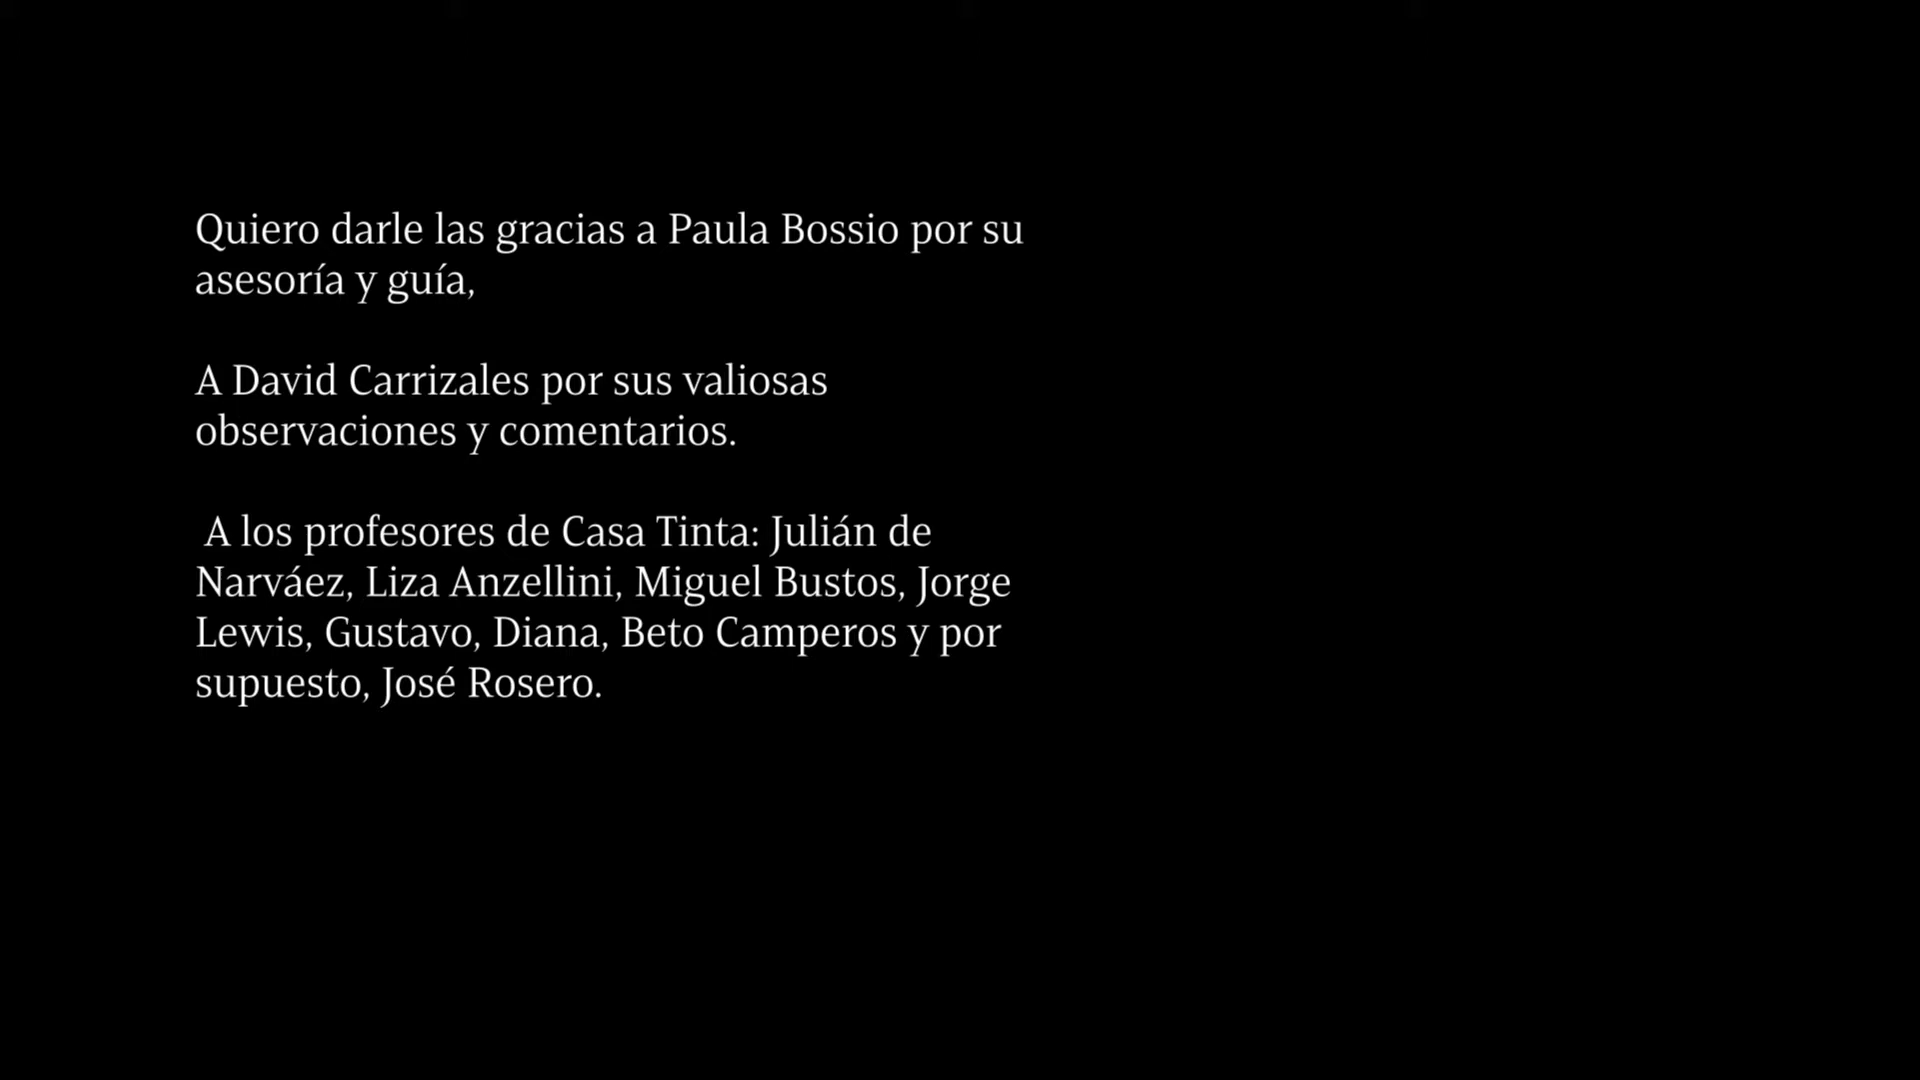 Quiero darle las gracias a Paula Bossio por su
asesoría y guía,
A David Carrizales por sus valiosas
observaciones y comentarios.
A los profesores de Casa Tinta: Julián de
Narváez, Liza Anzellini, Miguel Bustos, Jorge
Lewis, Gustavo, Diana, Beto Camperos y por
supuesto, José Rosero.